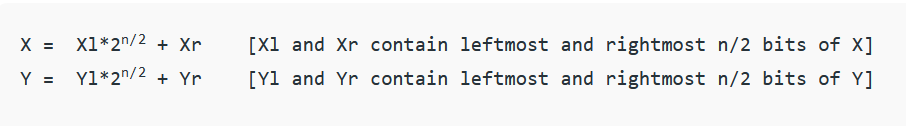 X = Xl*2^n/2 + Xr [Xl and Xr contain leftmost and rightmost n/2 bits of X]
Y = Yl*2^n/2 + Yr [Yl and Yr contain leftmost and rightmost n/2 bits of Y]